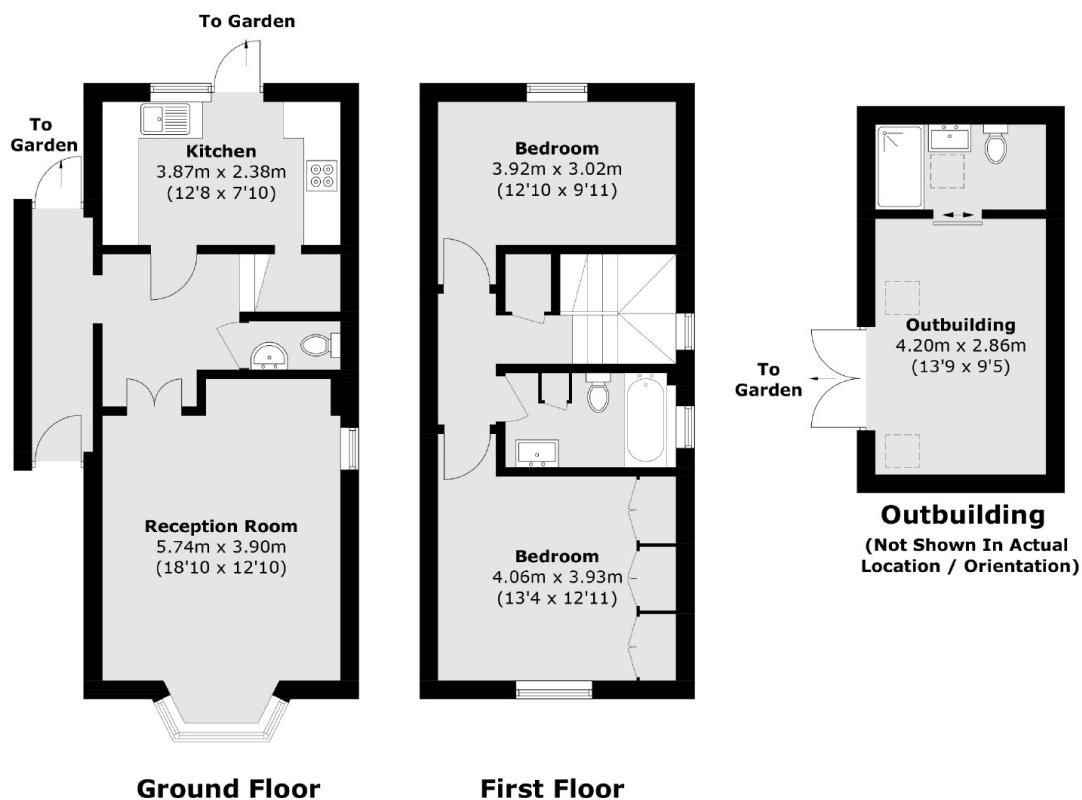 To Garden
To
Garden
Kitchen
3.87m x 2.38m
(12'8 x 7'10)
Reception Room
5.74m x 3.90m
(18'10 x 12'10)
Ground Floor
Bedroom
3.92m x 3.02m
(12'10 x 9'11)
Bedroom
4.06m x 3.93m
(13'4 x 12'11)
First Floor
Outbuilding
4.20m x 2.86m
(13'9 x 9'5)
To
Garden
Outbuilding
(Not Shown In Actual
Location / Orientation)